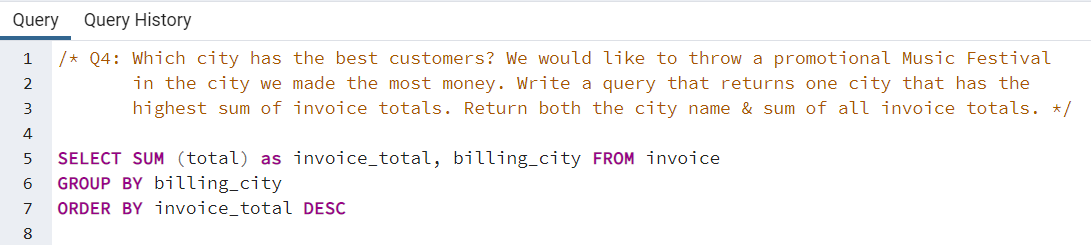 Query Query History
1 /* Q4: Which city has the best customers? We would like to throw a promotional Music Festival
2 in the city we made the most money. Write a query that returns one city that has the
3 highest sum of invoice totals. Return both the city name & sum of all invoice totals. */
4
5 SELECT SUM (total) as invoice_total, billing_city FROM invoice
6 GROUP BY billing_city
7 ORDER BY invoice_total DESC
8